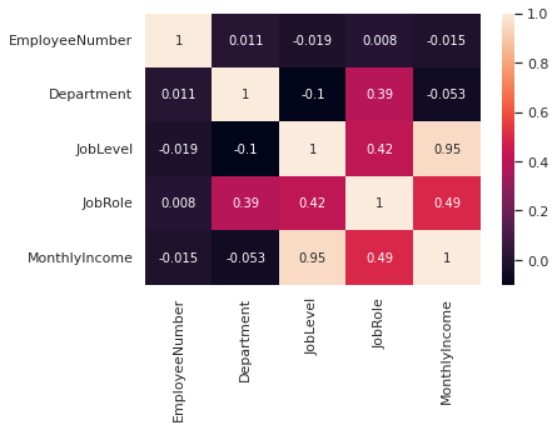 1.0
EmployeeNumber 1 0.011 -0.019 0.008 -0.015
0.8
Department 0.011 1 -0.1 0.39 -0.053
0.6
JobLevel -0.019 -0.1 1 0.42 0.95
0.4
JobRole 0.008 0.39 0.42 1 0.49
0.2
MonthlyIncome -0.015 -0.053 0.95 0.49 1
0.0
EmployeeNumber
Department
JobLevel
JobRole
MonthlyIncome